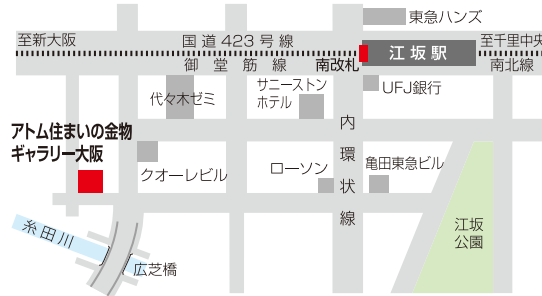 東急ハンズ
至新大阪
国道423号線
江坂駅
至千里中央
御堂筋線
南改札
南北線
代々木ゼミ
サニーストン
ホテル
UFJ銀行
アトム住まいの金物
ギャラリー大阪
内環状線
クオーレビル
ローソン
亀田東急ビル
糸田川
広芝橋
江坂
公園